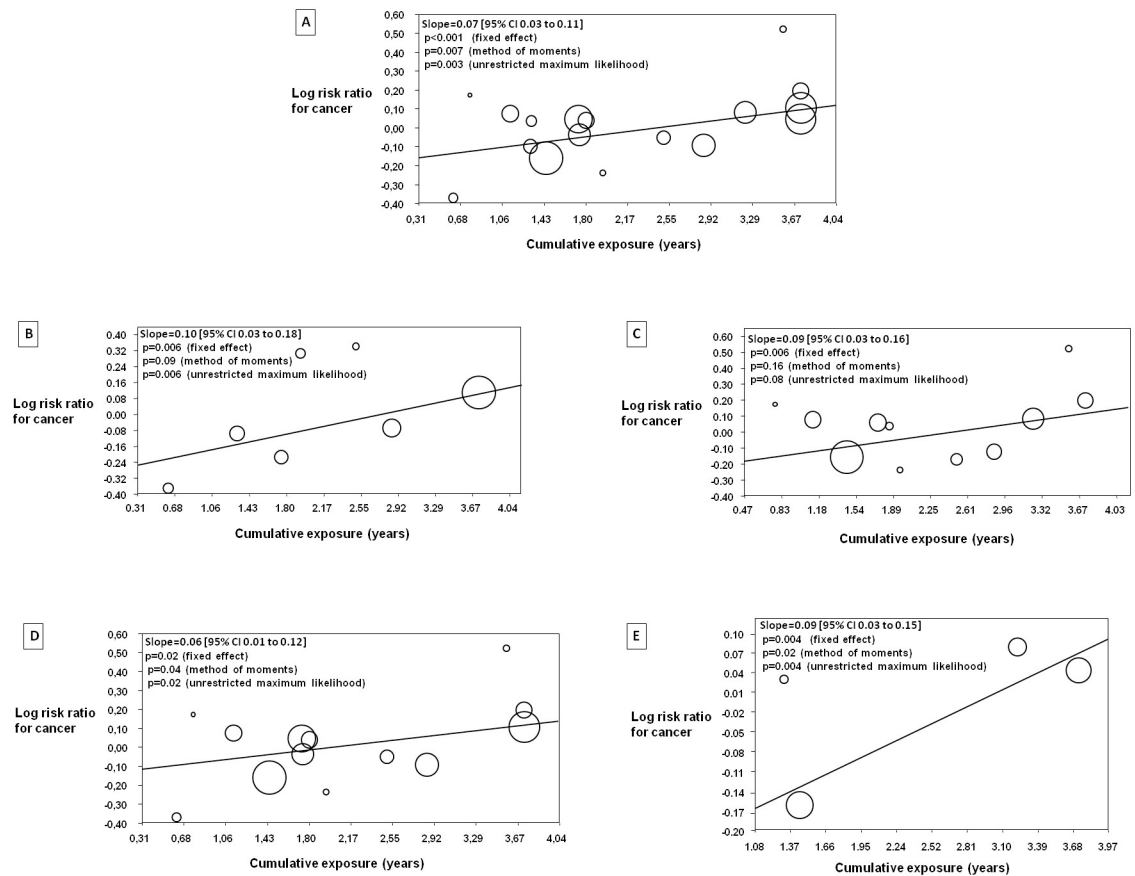 A
Slope=0.07 [95% CI 0.03 to 0.11]
p<0.001 (fixed effect)
p=0.007 (method of moments)
p=0.003 (unrestricted maximum likelihood)
Log risk ratio
for cancer
0,60
0,50
0,40
0,30
0,20
0,10
0,00
-0,10
-0,20
-0,30
-0,40
0,31 0,68 1,06 1,43 1,80 2,17 2,55 2,92 3,29 3,67 4,04
Cumulative exposure (years)
B
Slope=0.10 [95% CI 0.03 to 0.18]
p=0.006 (fixed effect)
p=0.09 (method of moments)
p=0.006 (unrestricted maximum likelihood)
Log risk ratio
for cancer
0.40
0.32
0.24
0.16
0.08
0.00
-0.08
-0.16
-0.24
-0.32
-0.40
0.31 0.68 1.06 1.43 1.80 2.17 2.55 2.92 3.29 3.67 4.04
Cumulative exposure (years)
C
Slope=0.09 [95% CI 0.03 to 0.16]
p=0.006 (fixed effect)
p=0.16 (method of moments)
p=0.08 (unrestricted maximum likelihood)
Log risk ratio
for cancer
0.60
0.50
0.40
0.30
0.20
0.10
0.00
-0.10
-0.20
-0.30
-0.40
0.47 0.83 1.18 1.54 1.90 2.25 2.61 2.96 3.32 3.67 4.03
Cumulative exposure (years)
D
Slope=0.06 [95% CI 0.01 to 0.12]
p=0.02 (fixed effect)
p=0.04 (method of moments)
p=0.02 (unrestricted maximum likelihood)
Log risk ratio
for cancer
0,60
0,50
0,40
0,30
0,20
0,10
0,00
-0,10
-0,20
-0,30
-0,40
0,31 0,68 1,06 1,43 1,80 2,17 2,55 2,92 3,29 3,67 4,04
Cumulative exposure (years)
E
Slope=0.09 [95% CI 0.03 to 0.15]
p=0.004 (fixed effect)
p=0.02 (method of moments)
p=0.004 (unrestricted maximum likelihood)
Log risk ratio
for cancer
0.10
0.07
0.04
0.01
-0.02
-0.05
-0.08
-0.11
-0.14
-0.17
-0.20
1.08 1.37 1.66 1.95 2.24 2.52 2.81 3.10 3.39 3.68 3.97
Cumulative exposure (years)